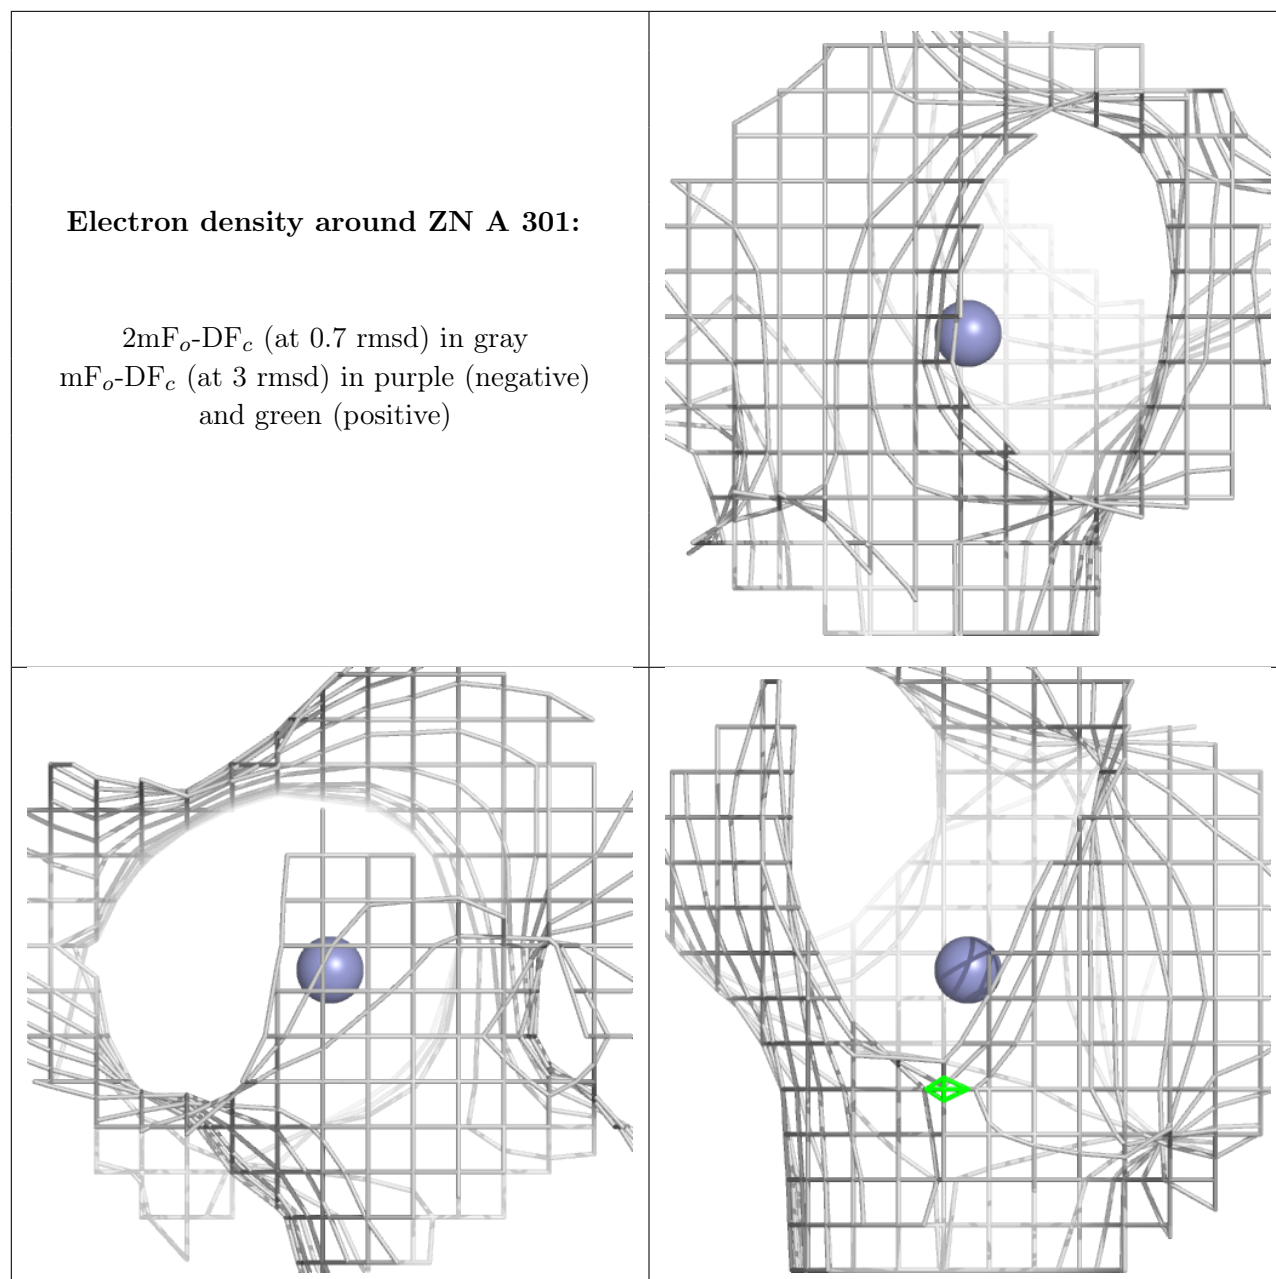 Electron density around ZN A 301:
2mFo-DFc (at 0.7 rmsd) in gray
mFo-DFc (at 3 rmsd) in purple (negative)
and green (positive)